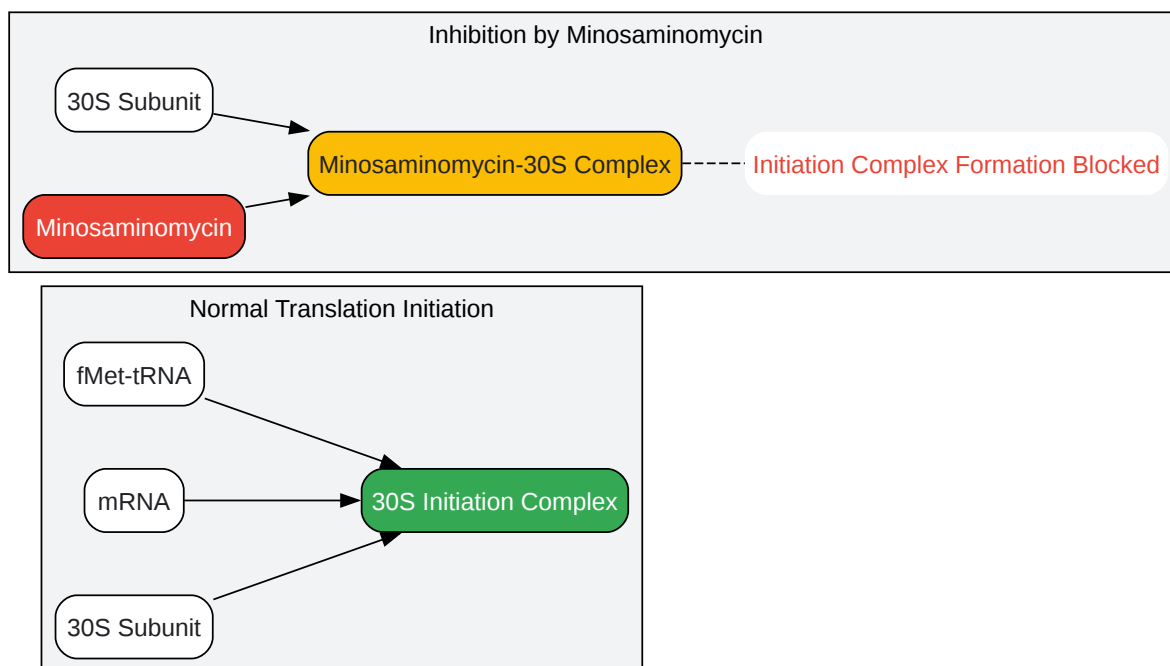 Inhibition by Minosaminomycin
30S Subunit
Minosaminomycin-30S Complex
Initiation Complex Formation Blocked
Minosaminomycin
Normal Translation Initiation
fMet-tRNA
mRNA
30S Initiation Complex
30S Subunit